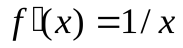 f′(x) = 1/x